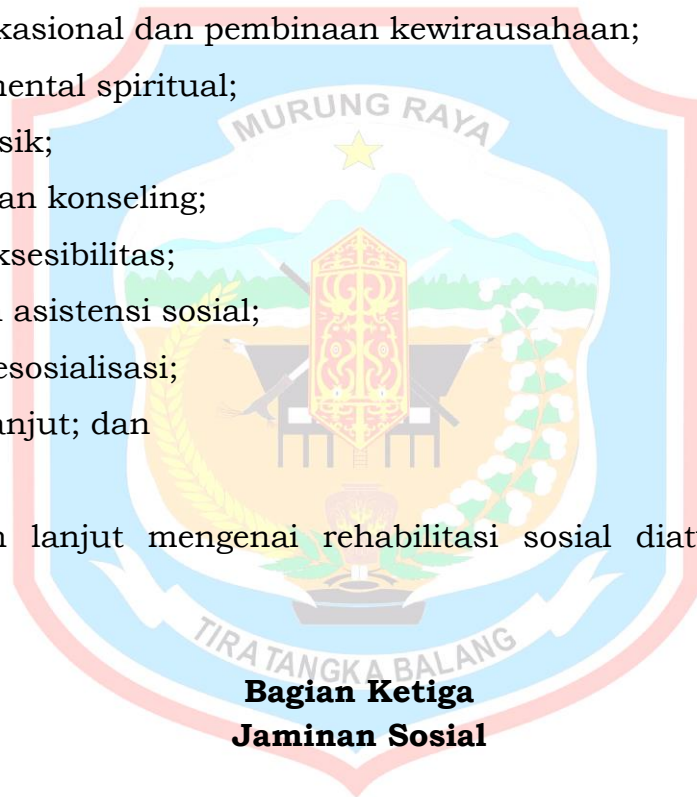 kasional dan pembinaan kewirausahaan;
mental spiritual;
sik;
an konseling;
ksesibilitas;
asistensi sosial;
esosialisasi;
anjut; dan
lanjut mengenai rehabilitasi sosial diat
MURUNG RAYA
TIRA TANGKA BALANG
Bagian Ketiga
Jaminan Sosial